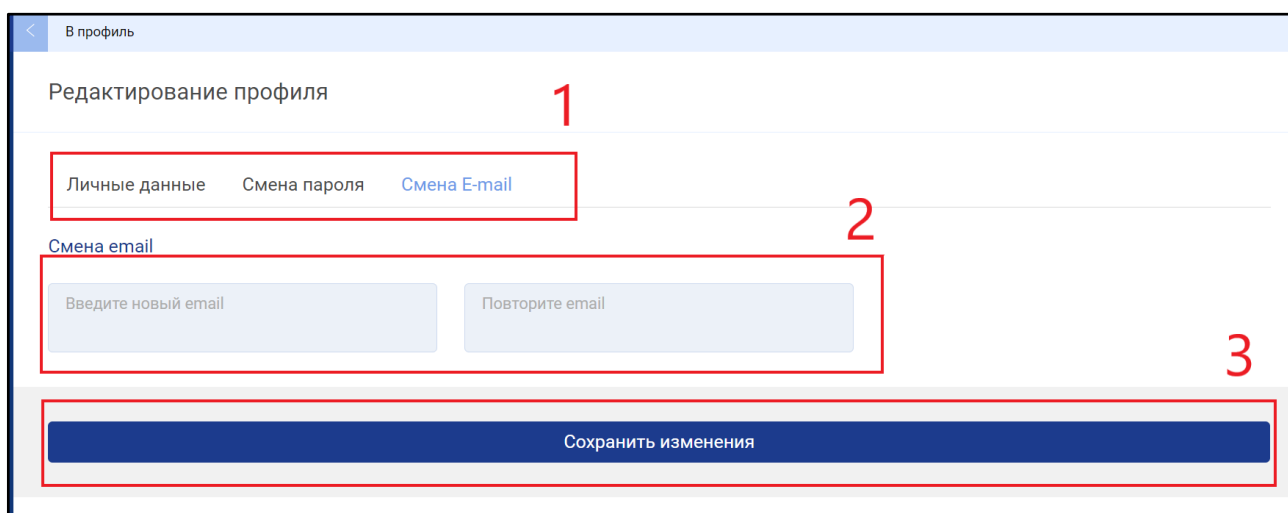 В профиль
Редактирование профиля
1
Личные данные Смена пароля Смена E-mail
2
Смена email
Введите новый email Повторите email
3
Сохранить изменения